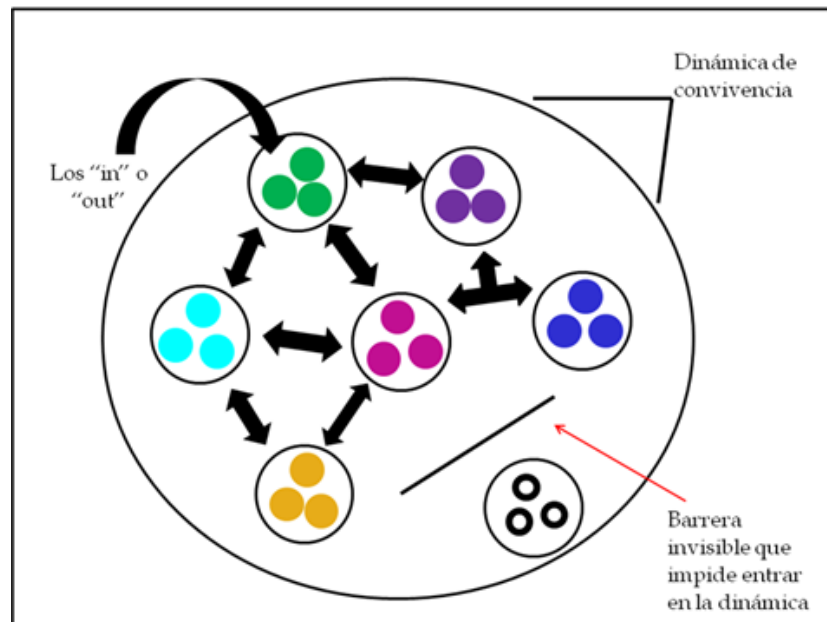 Dinámica de
convivencia
Los “in” o
“out”
Barrera
invisible que
impide entrar
en la dinámica